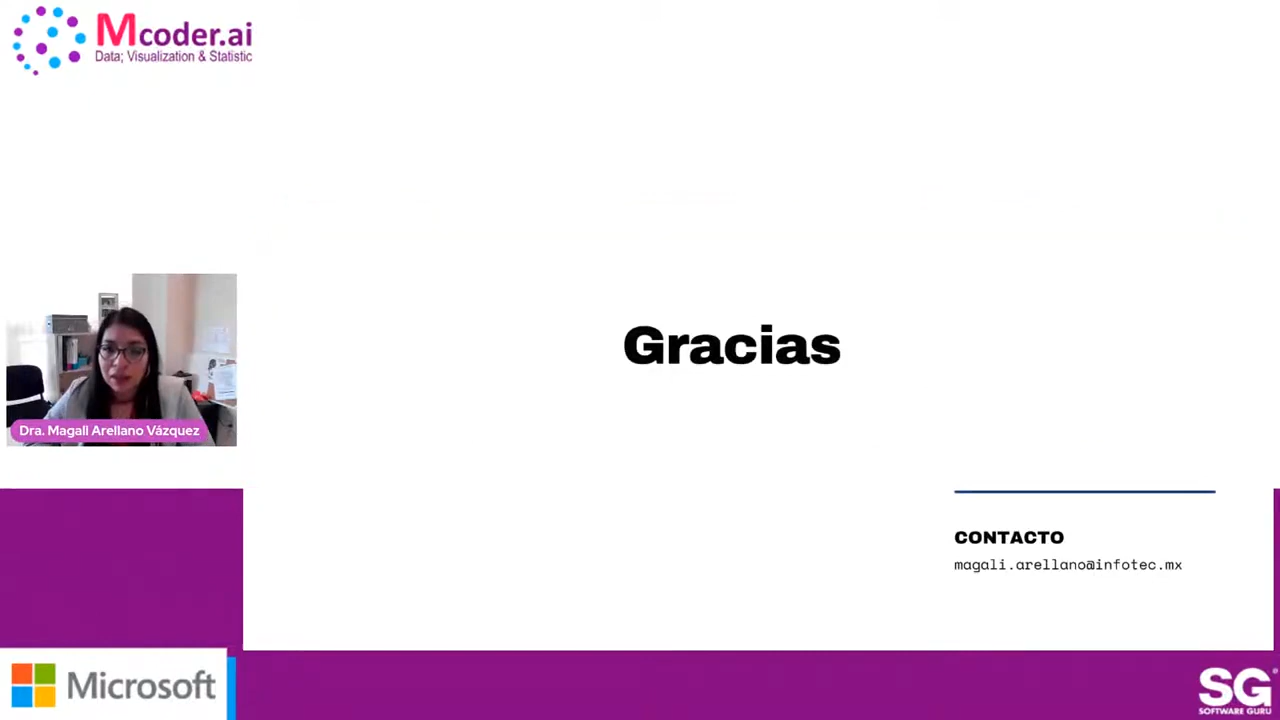 Mcoder.ai
Data; Visualization & Statistic
Gracias
Dra. Magali Arellano Vázquez
CONTACTO
magali.arellano@infotec.mx
Microsoft
SG
SOFTWARE GURU